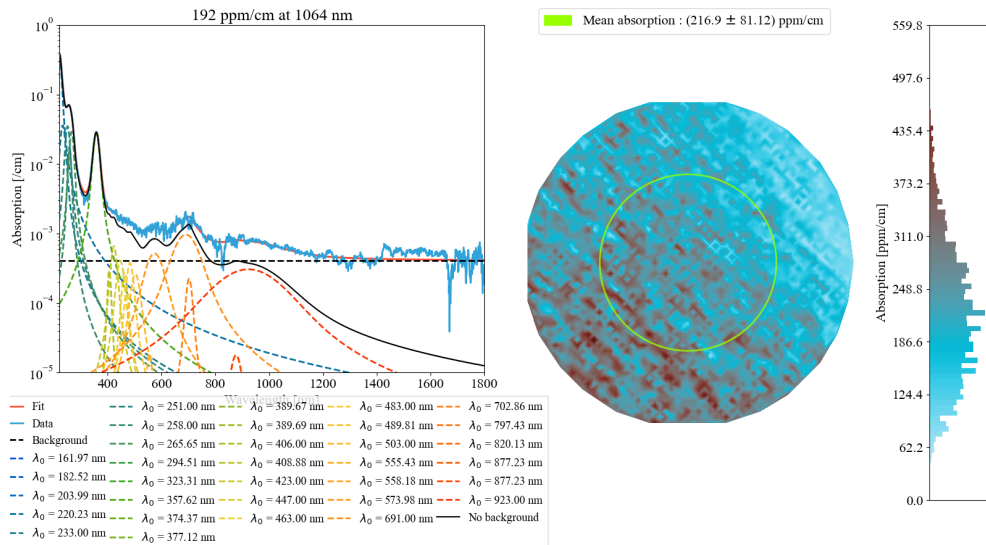 192 ppm/cm at 1064 nm
Absorption [/cm]
10⁰
10⁻¹
10⁻²
10⁻³
10⁻⁴
10⁻⁵
400 600 800 1000 1200 1400 1600 1800
Wavelength [nm]
Fit
Data
Background
λ₀ = 161.97 nm
λ₀ = 182.52 nm
λ₀ = 203.99 nm
λ₀ = 220.23 nm
λ₀ = 233.00 nm
λ₀ = 251.00 nm
λ₀ = 258.00 nm
λ₀ = 265.65 nm
λ₀ = 294.51 nm
λ₀ = 323.31 nm
λ₀ = 357.62 nm
λ₀ = 374.37 nm
λ₀ = 377.12 nm
λ₀ = 389.67 nm
λ₀ = 389.69 nm
λ₀ = 406.00 nm
λ₀ = 408.88 nm
λ₀ = 423.00 nm
λ₀ = 447.00 nm
λ₀ = 463.00 nm
λ₀ = 483.00 nm
λ₀ = 489.81 nm
λ₀ = 503.00 nm
λ₀ = 555.43 nm
λ₀ = 558.18 nm
λ₀ = 573.98 nm
λ₀ = 691.00 nm
λ₀ = 702.86 nm
λ₀ = 797.43 nm
λ₀ = 820.13 nm
λ₀ = 877.23 nm
λ₀ = 877.23 nm
λ₀ = 923.00 nm
No background
Mean absorption : (216.9 ± 81.12) ppm/cm
Absorption [ppm/cm]
559.8
497.6
435.4
373.2
311.0
248.8
186.6
124.4
62.2
0.0